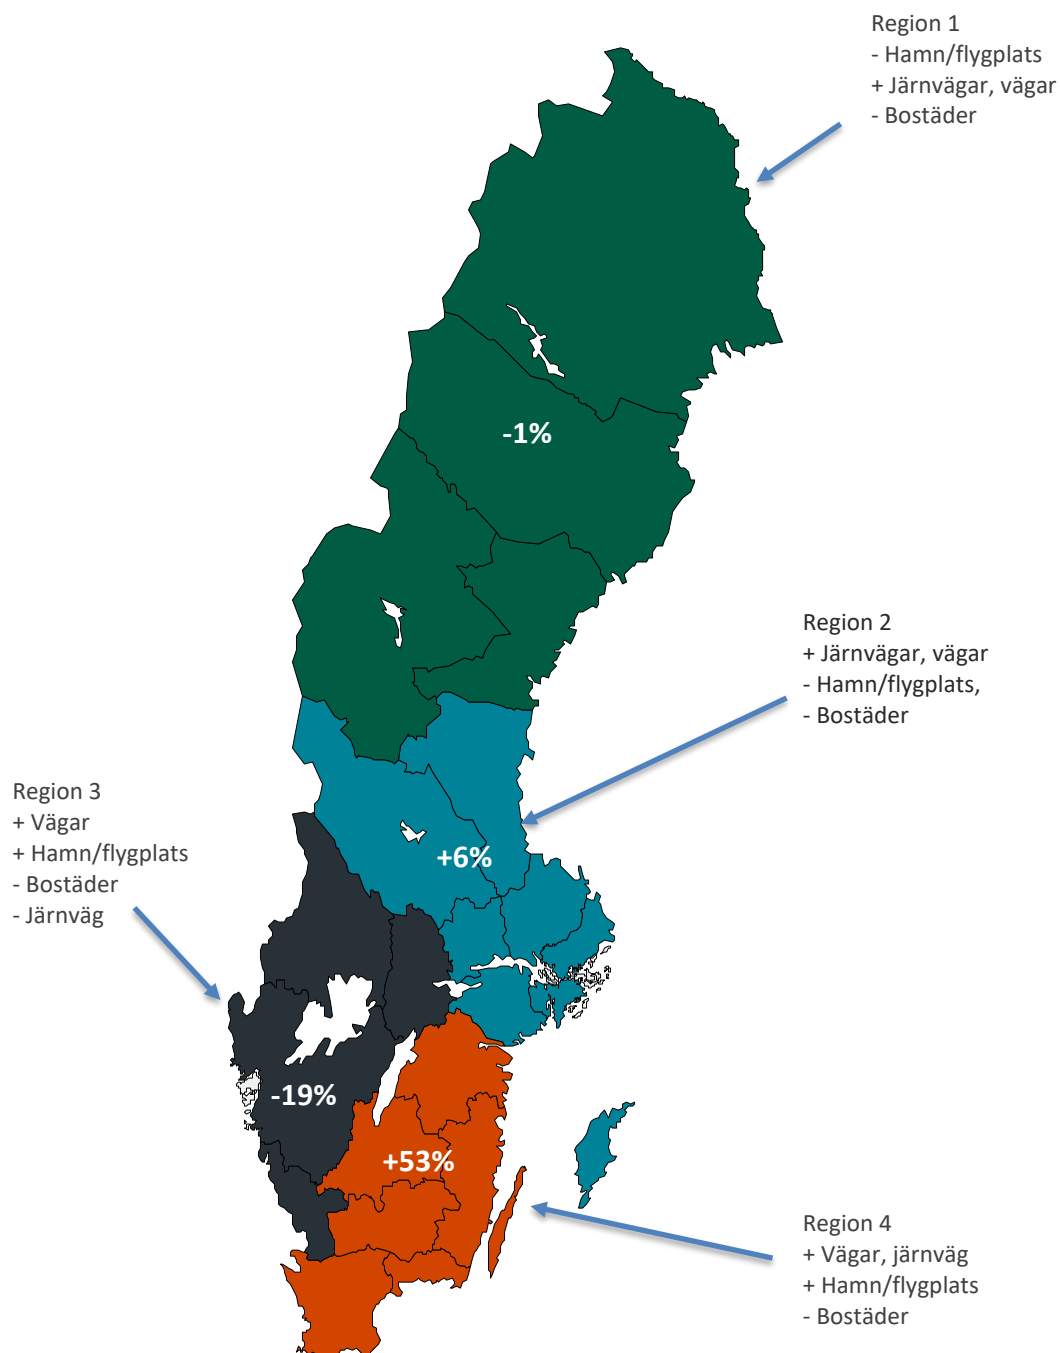 Region 1
- Hamn/flygplats
+ Järnvägar, vägar
- Bostäder
-1%
Region 2
+ Järnvägar, vägar
- Hamn/flygplats,
- Bostäder
Region 3
+ Vägar
+ Hamn/flygplats
- Bostäder
- Järnväg
+6%
-19%
+53%
Region 4
+ Vägar, järnväg
+ Hamn/flygplats
- Bostäder